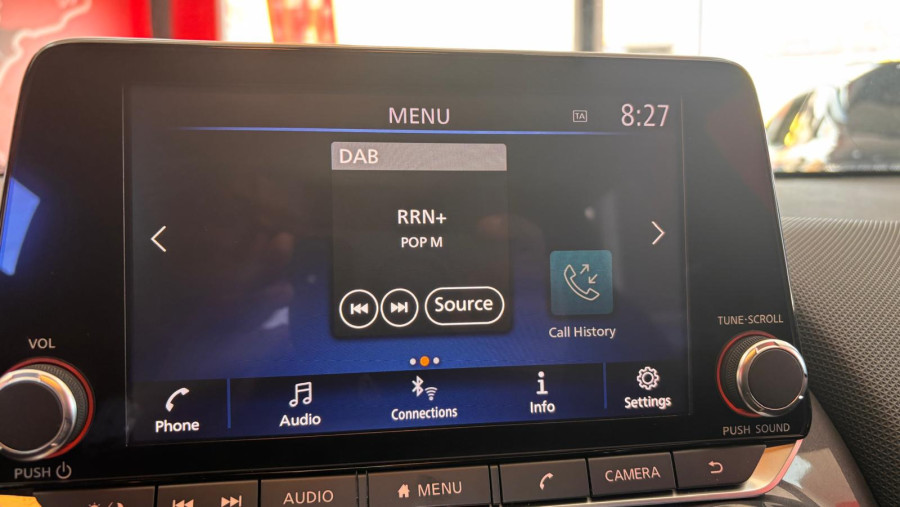 MENU
TA
8:27
DAB
RRN+
POP M
Source
Call History
VOL
TUNE·SCROLL
Phone
Audio
Connections
Info
Settings
PUSH
PUSH SOUND
AUDIO
MENU
CAMERA